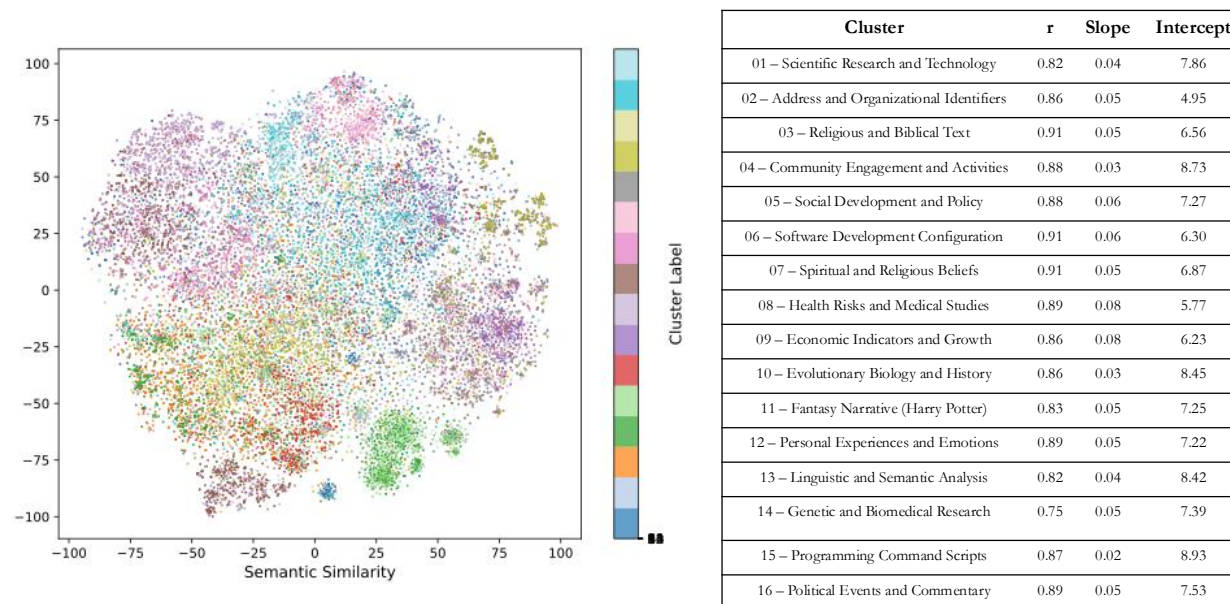 100
75
50
25
0
−25
−50
−75
−100
−100 −75 −50 −25 0 25 50 75 100
Semantic Similarity
Cluster Label
Cluster r Slope Intercept
01 – Scientific Research and Technology 0.82 0.04 7.86
02 – Address and Organizational Identifiers 0.86 0.05 4.95
03 – Religious and Biblical Text 0.91 0.05 6.56
04 – Community Engagement and Activities 0.88 0.03 8.73
05 – Social Development and Policy 0.88 0.06 7.27
06 – Software Development Configuration 0.91 0.06 6.30
07 – Spiritual and Religious Beliefs 0.91 0.05 6.87
08 – Health Risks and Medical Studies 0.89 0.08 5.77
09 – Economic Indicators and Growth 0.86 0.08 6.23
10 – Evolutionary Biology and History 0.86 0.03 8.45
11 – Fantasy Narrative (Harry Potter) 0.83 0.05 7.25
12 – Personal Experiences and Emotions 0.89 0.05 7.22
13 – Linguistic and Semantic Analysis 0.82 0.04 8.42
14 – Genetic and Biomedical Research 0.75 0.05 7.39
15 – Programming Command Scripts 0.87 0.02 8.93
16 – Political Events and Commentary 0.89 0.05 7.53